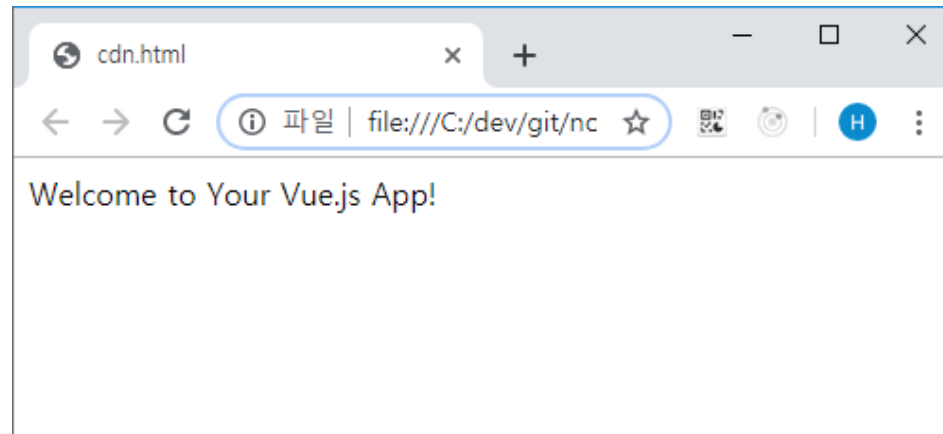 cdn.html
파일 file:///C:/dev/git/nc
H
Welcome to Your Vue.js App!